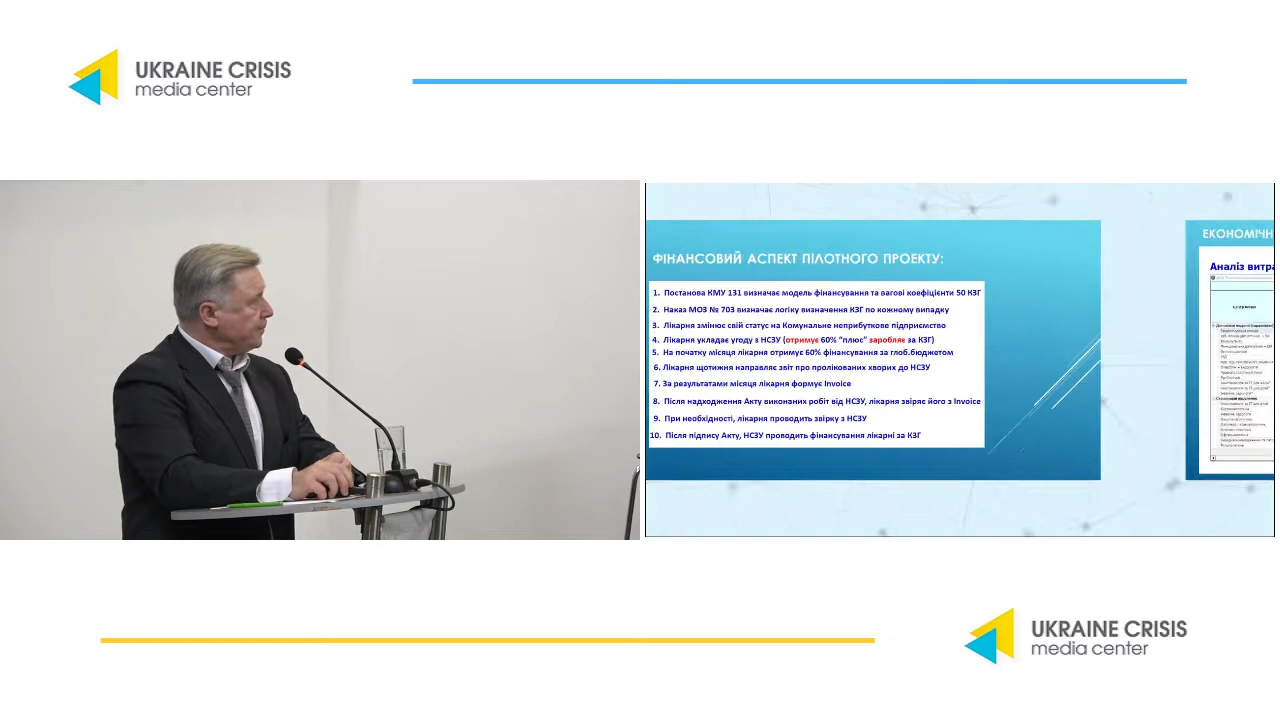 UKRAINE CRISIS
media center
ФІНАНСОВИЙ АСПЕКТ ПІЛОТНОГО ПРОЕКТУ:
1. Постанова КМУ 131 визначає модель фінансування та вагові коефіцієнти 50 КЗГ
2. Наказ МОЗ № 703 визначає логіку визначення КЗГ по кожному випадку
3. Лікарня змінює свій статус на Комунальне неприбуткове підприємство
4. Лікарня укладає угоду з НСЗУ (отримує 60% "плюс" заробляє за КЗГ)
5. На початку місяця лікарня отримує 60% фінансування за глоб.бюджетом
6. Лікарня щотижня направляє звіт про пролікованих хворих до НСЗУ
7. За результатами місяця лікарня формує Invoice
8. Після надходження Акту виконаних робіт від НСЗУ, лікарня звіряє його з Invoice
9. При необхідності, лікарня проводить звірку з НСЗУ
10. Після підпису Акту, НСЗУ проводить фінансування лікарні за КЗГ
ЕКОНОМІЧН
Аналіз витра
UKRAINE CRISIS
media center